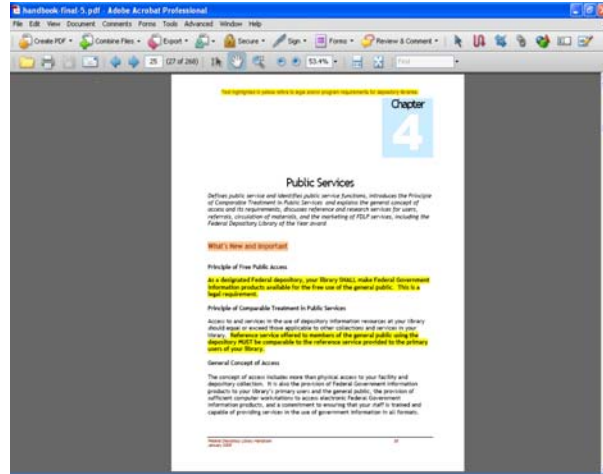 handbook-final-5.pdf - Adobe Acrobat Professional
File Edit View Document Comments Forms Tools Advanced Window Help
Create PDF Combine Files Export Secure Sign Forms Review & Comment
25 (27 of 268) 53.4% Find
Text highlighted in yellow refers to legal and/or program requirements for depository libraries.
Chapter
4
Public Services
Defines public service and identifies public service functions, introduces the Principle
of Comparable Treatment in Public Services and explains the general concept of
access and its requirements, discusses reference and research services for users,
referrals, circulation of materials, and the marketing of FDLP services, including the
Federal Depository Library of the Year award
What's New and Important
Principle of Free Public Access
As a designated Federal depository, your library SHALL make Federal Government
information products available for the free use of the general public. This is a
legal requirement.
Principle of Comparable Treatment in Public Services
Access to and services in the use of depository information resources at your library
should equal or exceed those applicable to other collections and services in your
library. Reference service offered to members of the general public using the
depository MUST be comparable to the reference service provided to the primary
users of your library.
General Concept of Access
The concept of access includes more than physical access to your facility and
depository collection. It is also the provision of Federal Government information
products to your library's primary users and the general public, the provision of
sufficient computer workstations to access electronic Federal Government
information products, and a commitment to ensuring that your staff is trained and
capable of providing services in the use of government information in all formats.
Federal Depository Library Handbook
January